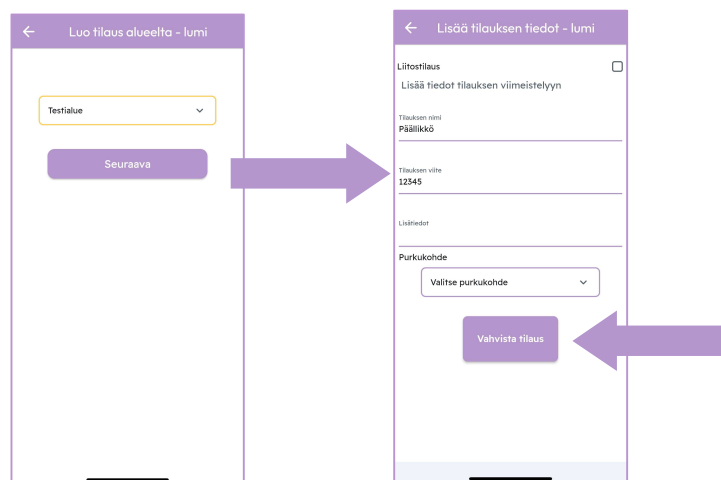 Luo tilaus alueelta - lumi
Testialue
Seuraava
Lisää tilauksen tiedot - lumi
Liitostilaus
Lisää tiedot tilauksen viimeistelyyn
Tilauksen nimi
Päällikkö
Tilauksen viite
12345
Lisätiedot
Purkukohde
Valitse purkukohde
Vahvista tilaus